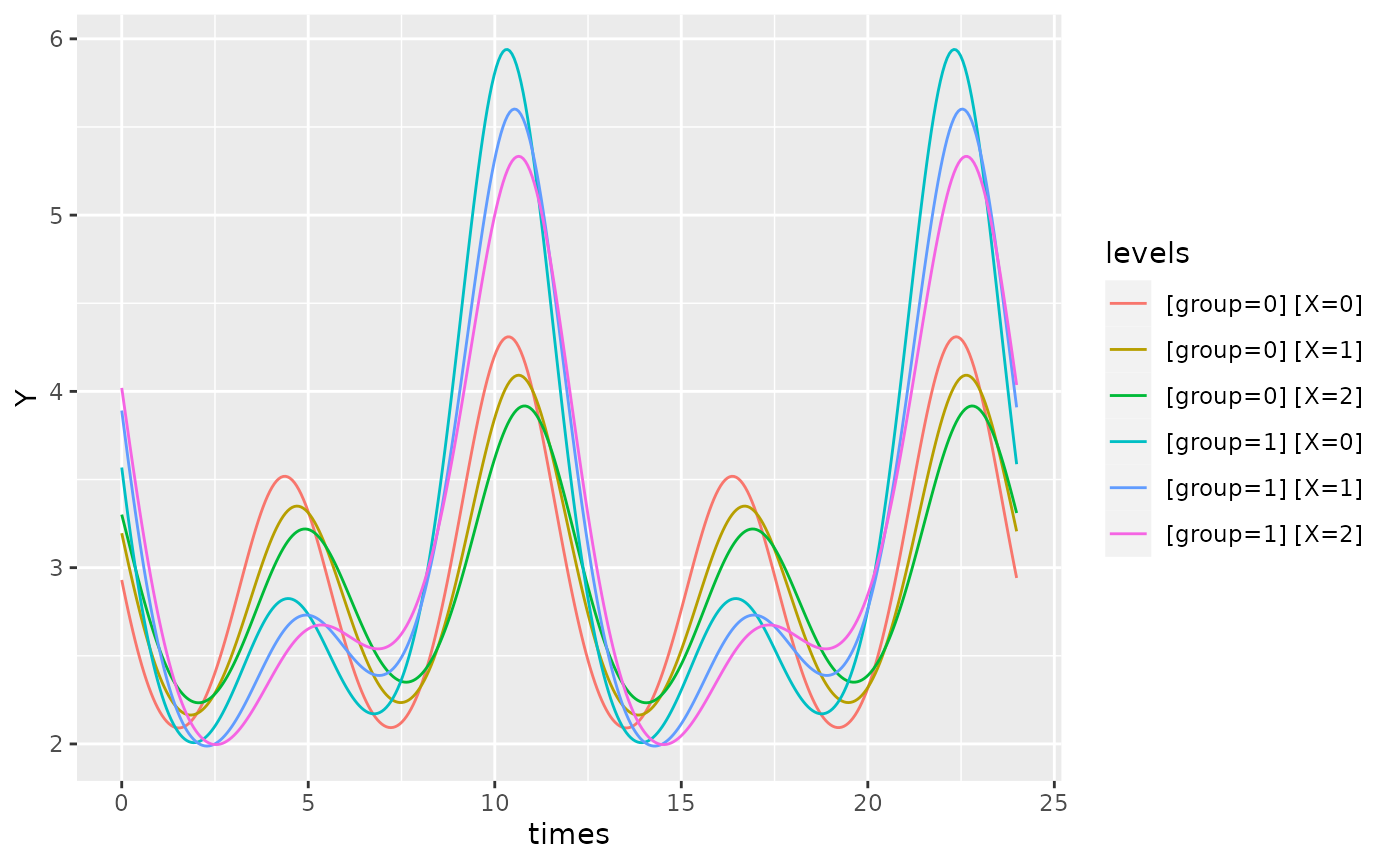 6
5
4
3
2
Y
0 5 10 15 20 25
times
levels
[group=0] [X=0]
[group=0] [X=1]
[group=0] [X=2]
[group=1] [X=0]
[group=1] [X=1]
[group=1] [X=2]